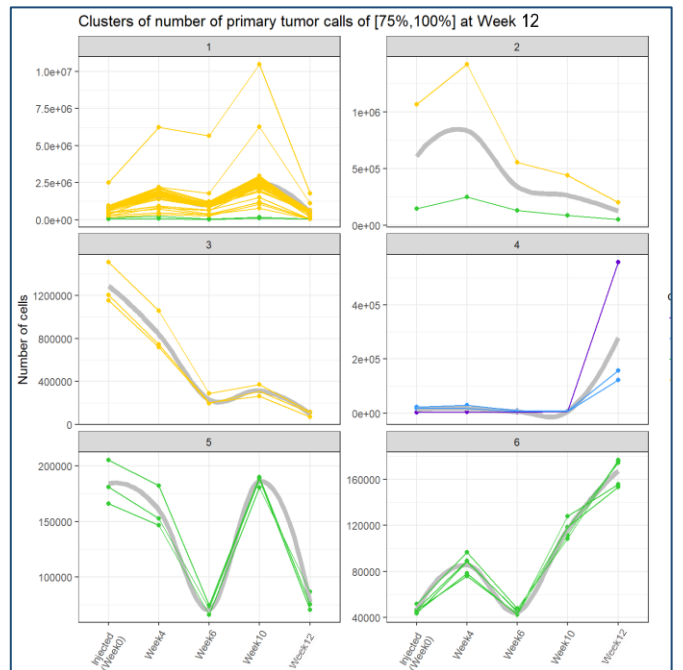 Clusters of number of primary tumor calls of [75%,100%] at Week 12
1
2
1.0e+07
7.5e+06
5.0e+06
2.5e+06
0.0e+00
1e+06
5e+05
0e+00
3
4
1200000
800000
400000
0
4e+05
2e+05
0e+00
Number of cells
5
6
200000
150000
100000
160000
120000
80000
40000
Injected
(Week0)
Week4
Week6
Week10
Week12
Injected
(Week0)
Week4
Week6
Week10
Week12